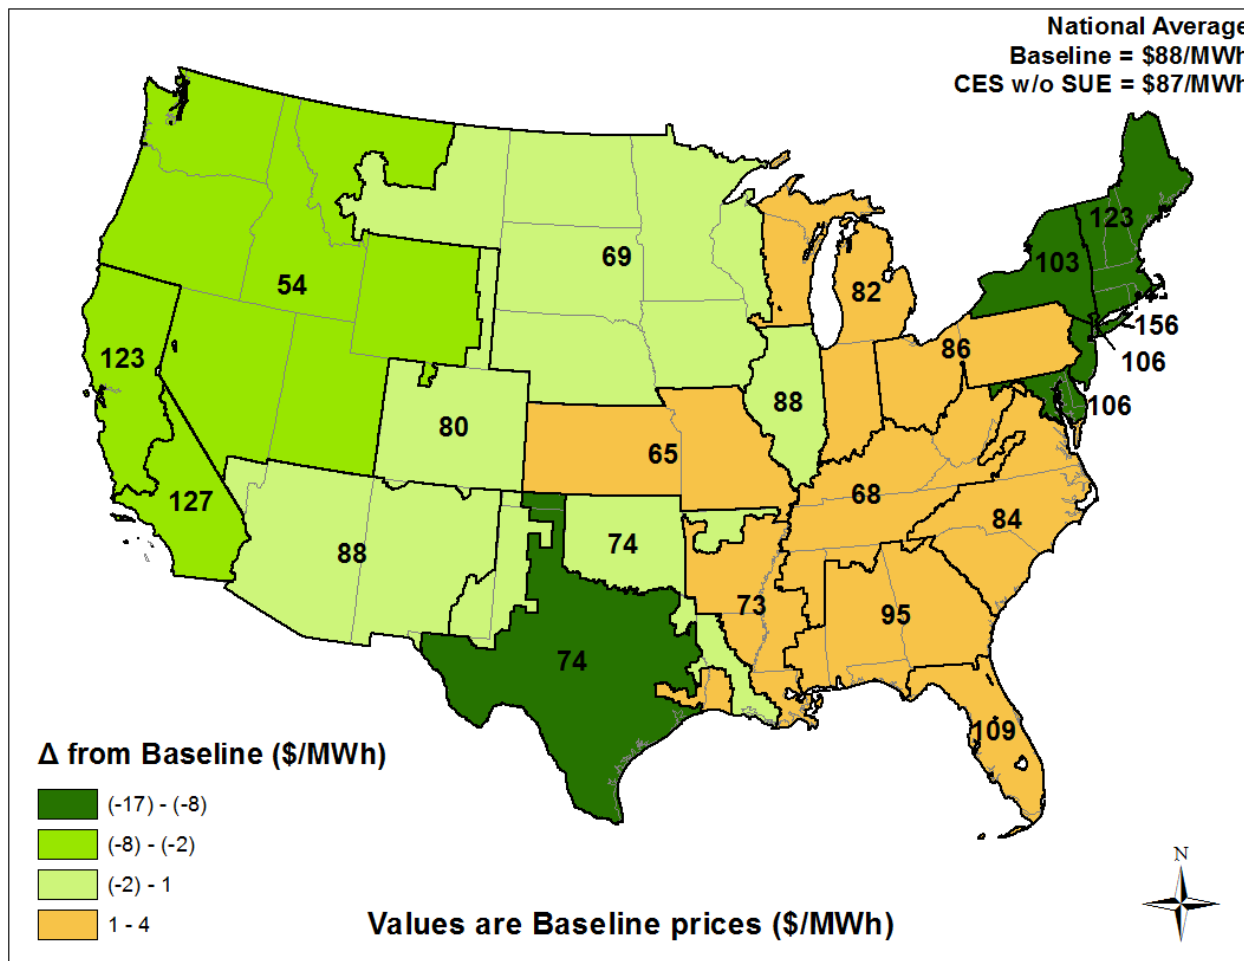 National Average
Baseline = $88/MWh
CES w/o SUE = $87/MWh
123
103
69
54
82
156
123
86
106
88
106
80
65
127
68
84
74
88
73
95
74
109
Δ from Baseline ($/MWh)
(-17) - (-8)
(-8) - (-2)
(-2) - 1
1 - 4
N
Values are Baseline prices ($/MWh)